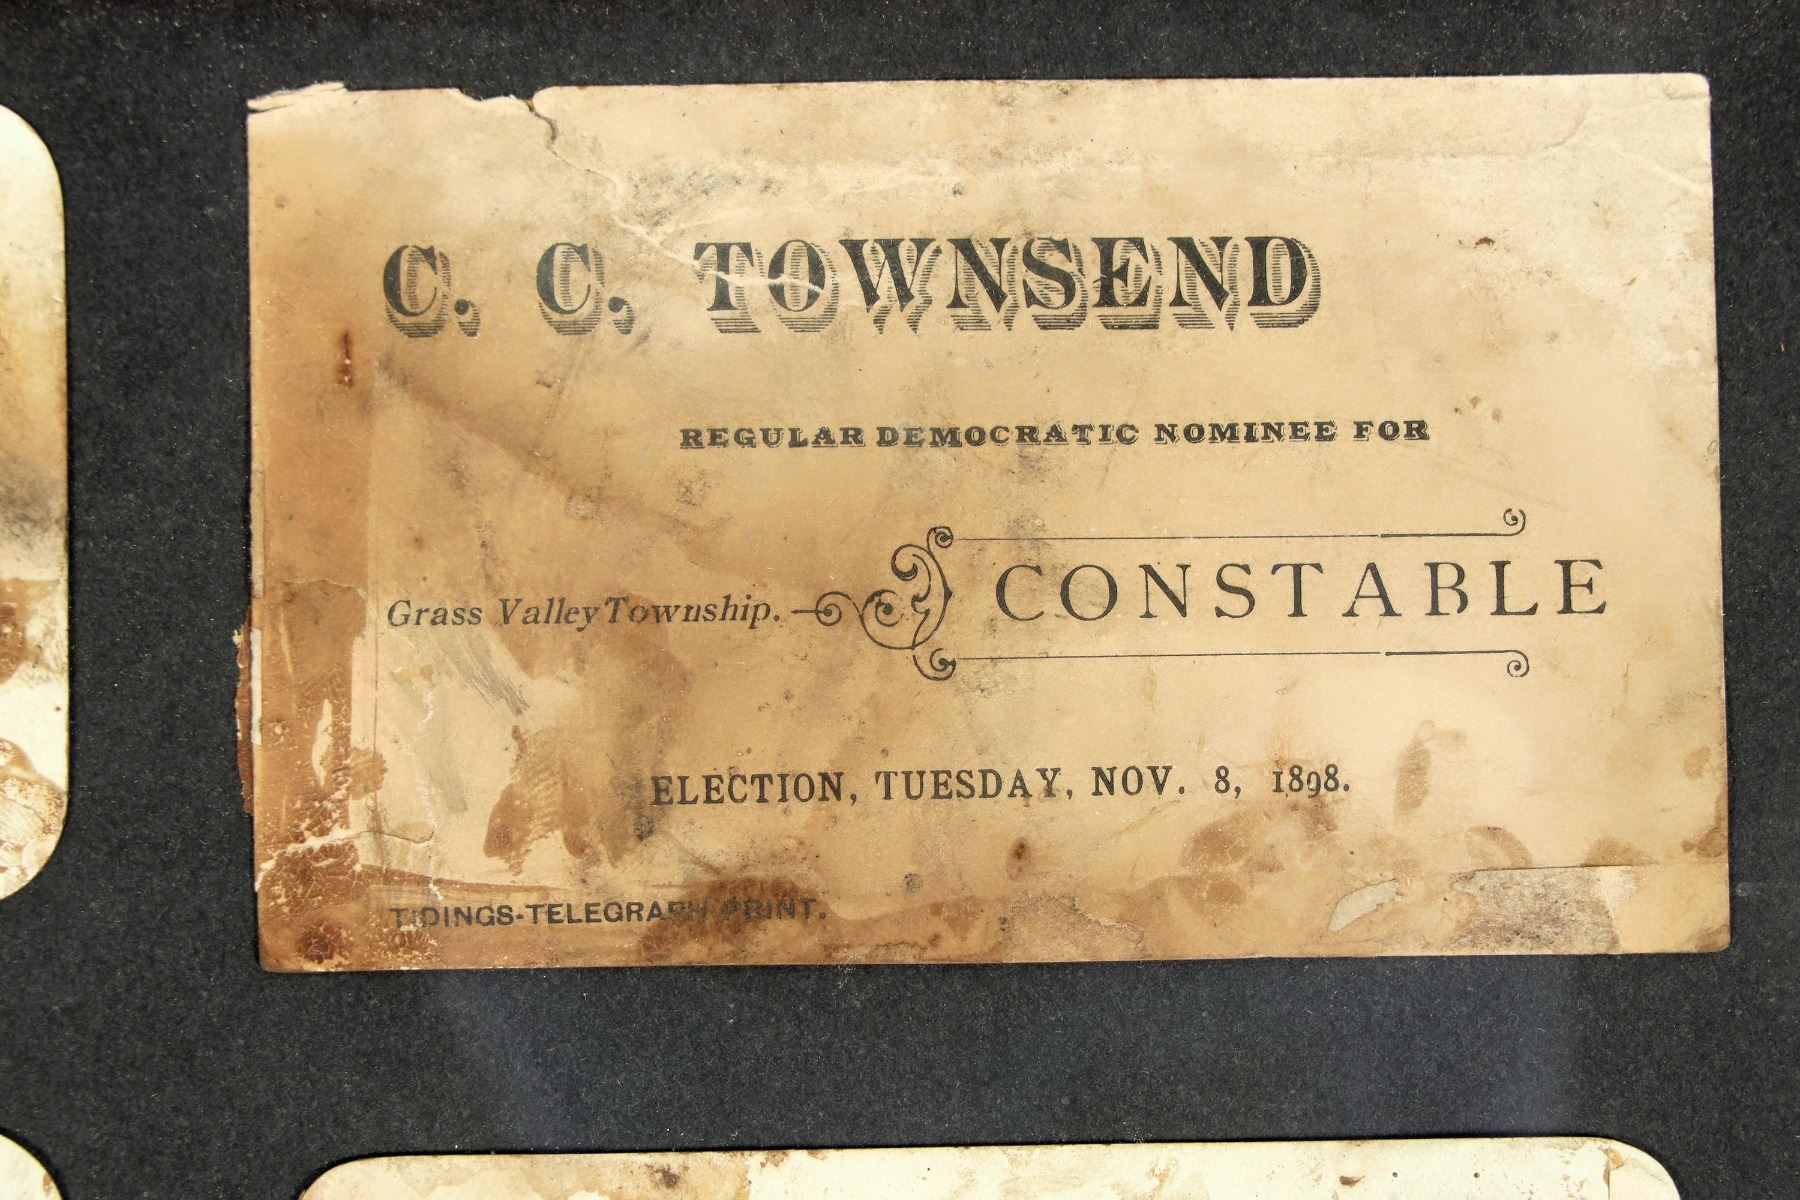 C. C. TOWNSEND
REGULAR DEMOCRATIC NOMINEE FOR
Grass Valley Township. CONSTABLE
ELECTION, TUESDAY, NOV. 8, 1898.
TIDINGS-TELEGRAPH PRINT.